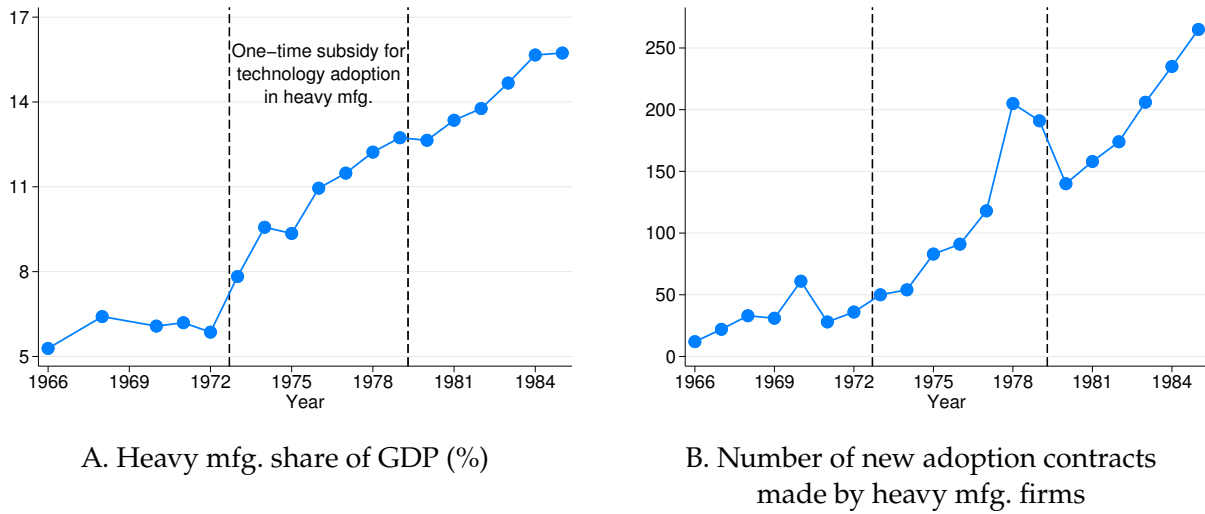 17
14
11
8
5
One-time subsidy for
technology adoption
in heavy mfg.
1966 1969 1972 1975 1978 1981 1984
Year
A. Heavy mfg. share of GDP (%)
250
200
150
100
50
0
1966 1969 1972 1975 1978 1981 1984
Year
B. Number of new adoption contracts
made by heavy mfg. firms